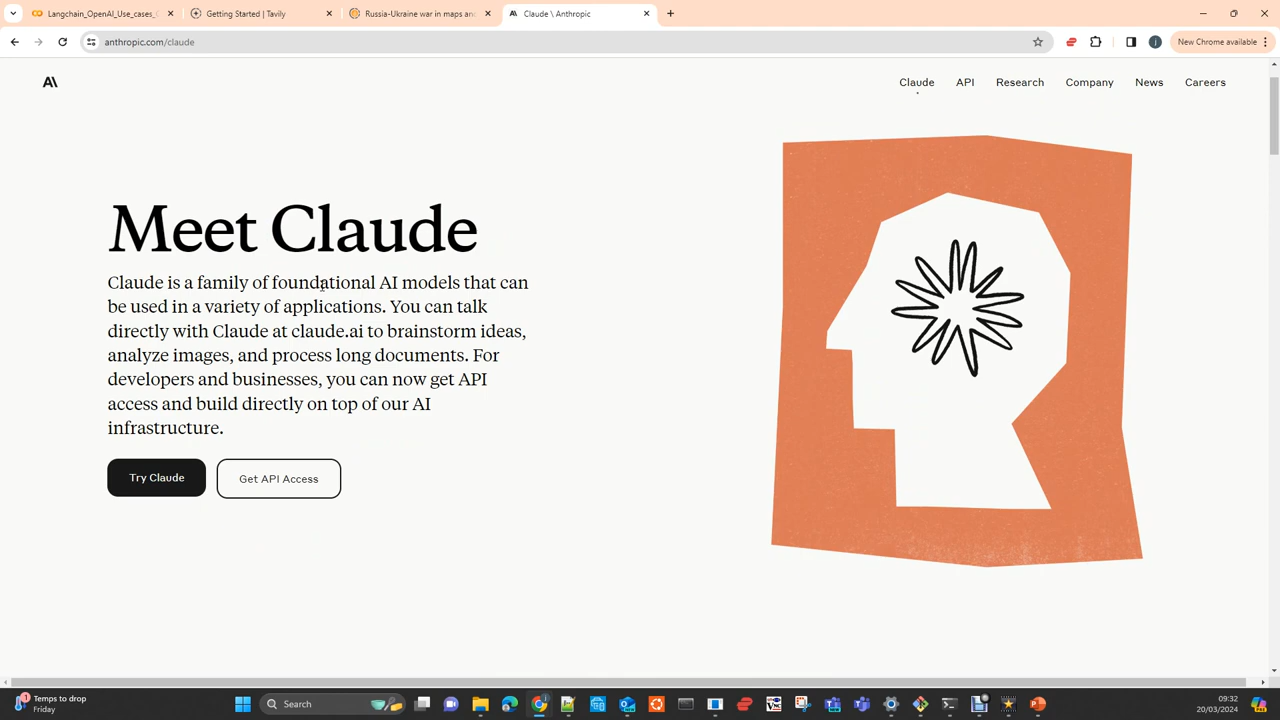 Langchain_OpenAI_Use_cases_
Getting Started | Tavily
Russia-Ukraine war in maps an
Claude \ Anthropic
anthropic.com/claude
New Chrome available
Claude
API
Research
Company
News
Careers
Meet Claude
Claude is a family of foundational AI models that can
be used in a variety of applications. You can talk
directly with Claude at claude.ai to brainstorm ideas,
analyze images, and process long documents. For
developers and businesses, you can now get API
access and build directly on top of our AI
infrastructure.
Try Claude
Get API Access
1
Temps to drop
Friday
Search
09:32
20/03/2024